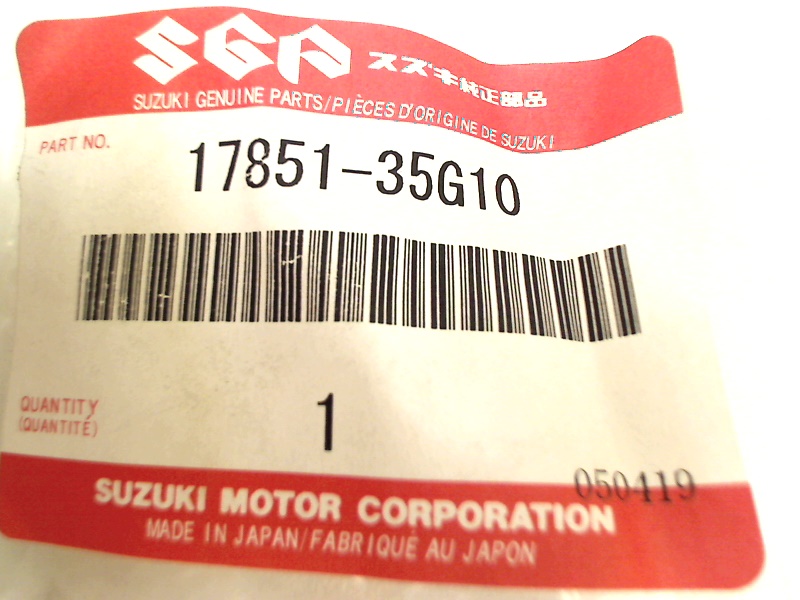 SGP スズキ純正部品
SUZUKI GENUINE PARTS/PIÈCES D'ORIGINE DE SUZUKI
PART NO.
17851-35G10
QUANTITY
(QUANTITÉ)
1
050419
SUZUKI MOTOR CORPORATION
MADE IN JAPAN/FABRIQUÉ AU JAPON